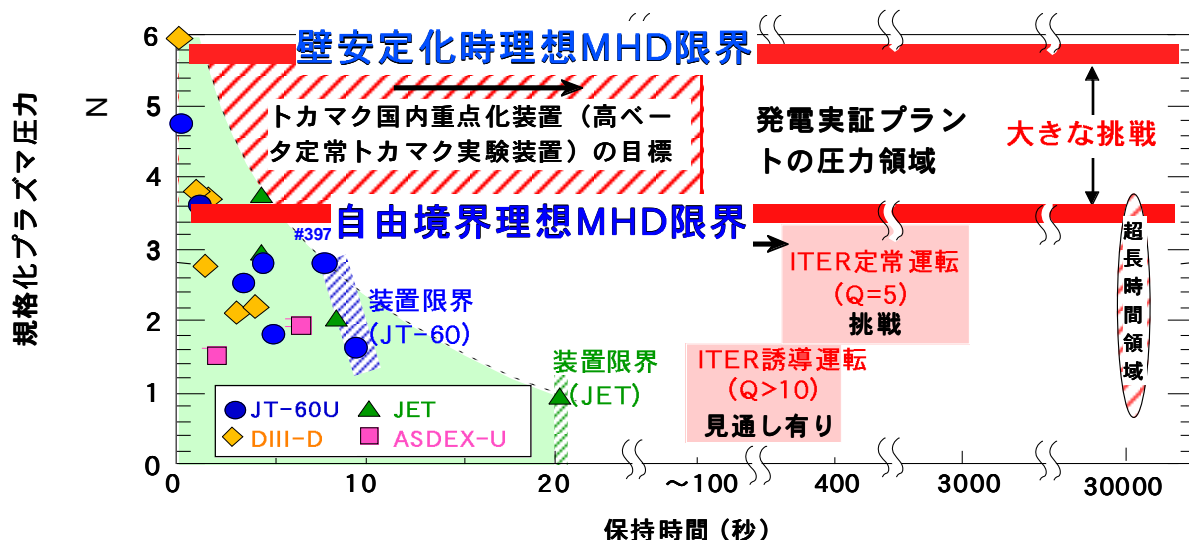 6
壁安定化時理想MHD限界
規格化プラズマ圧力
N
5
トカマク国内重点化装置（高ベー
タ定常トカマク実験装置）の目標
発電実証プラン
トの圧力領域
大きな挑戦
4
自由境界理想MHD限界
#397
3
ITER定常運転
(Q=5)
挑戦
超長時間領域
装置限界
(JT-60)
2
装置限界
(JET)
ITER誘導運転
(Q>10)
見通し有り
1
JT-60U
JET
DIII-D
ASDEX-U
0
0
10
20
～100
400
3000
30000
保持時間(秒)